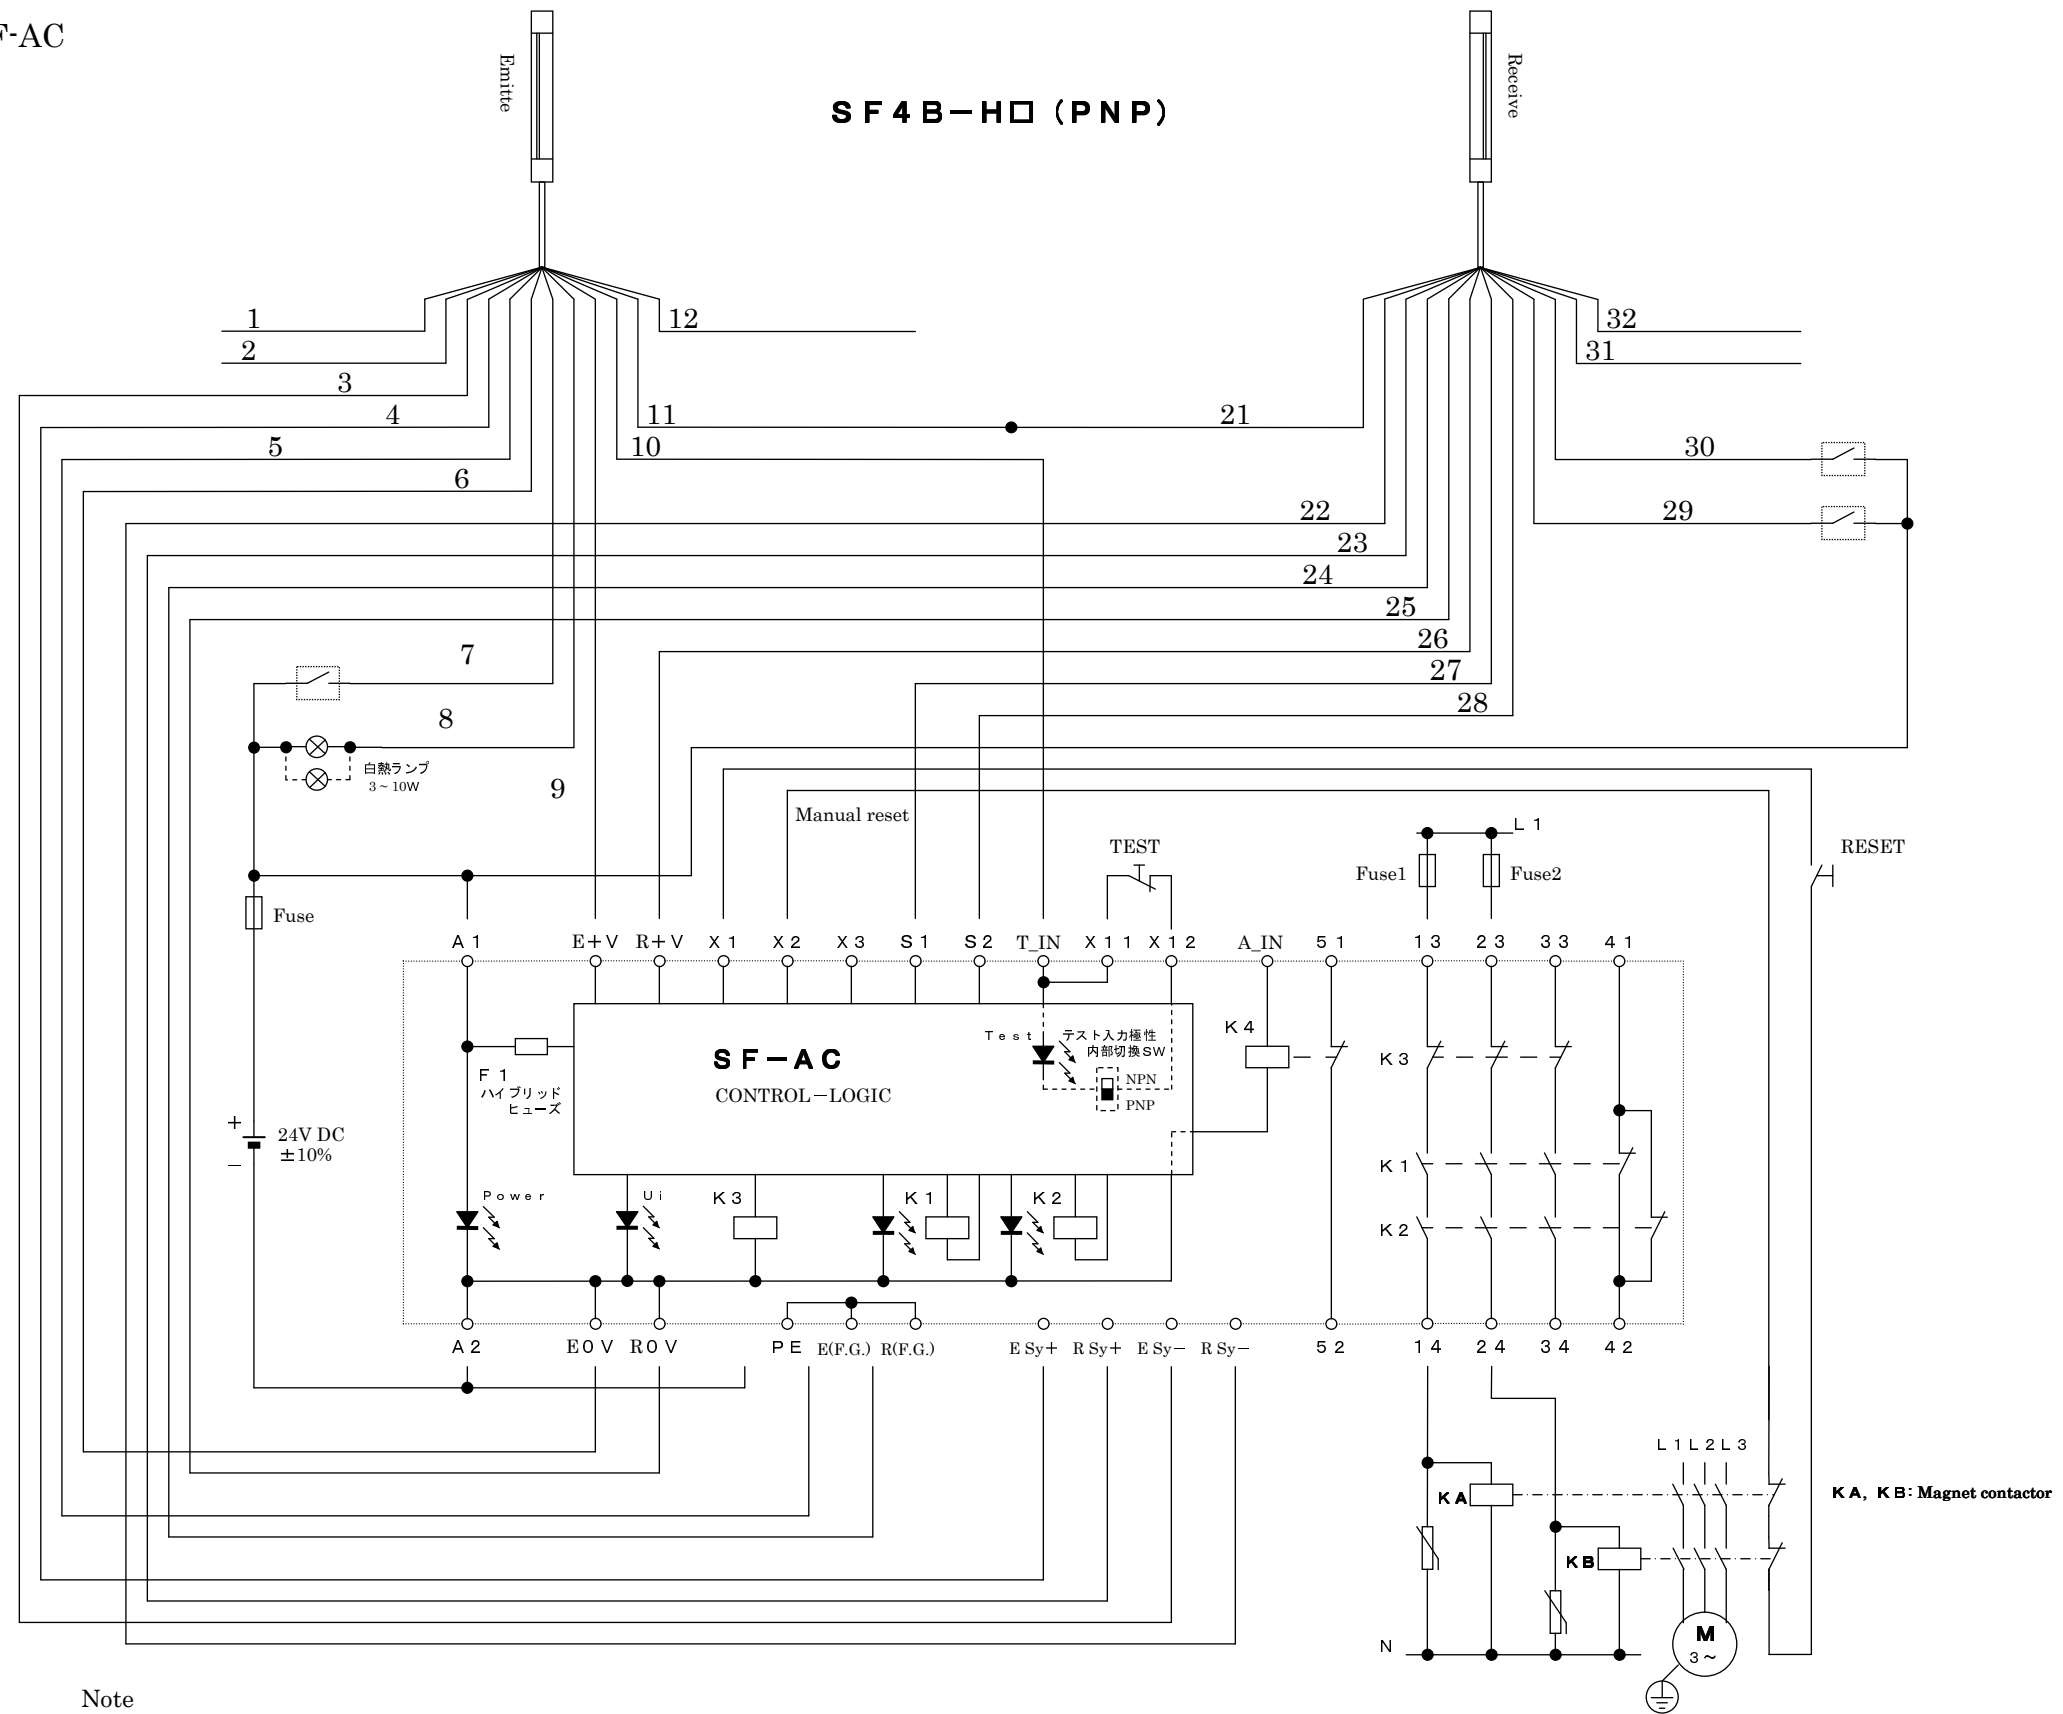 F-AC
Emitte
SF4B－H□（PNP）
Receive
1
2
3
4
5
6
7
8
9
10
11
12
21
22
23
24
25
26
27
28
29
30
31
32
白熱ランプ
3～10W
Manual reset
TEST
L1
Fuse1
Fuse2
RESET
Fuse
A1
E＋V
R＋V
X1
X2
X3
S1
S2
T_IN
X11
X12
A_IN
51
13
23
33
41
F1
ハイブリッド
ヒューズ
SF－AC
CONTROL－LOGIC
Test
テスト入力極性
内部切換SW
NPN
PNP
K4
K3
K1
K2
＋
24V DC
±10%
－
Power
Ui
K3
K1
K2
A2
E0V
R0V
PE
E(F.G.)
R(F.G.)
E Sy＋
R Sy＋
E Sy－
R Sy－
52
14
24
34
42
L1 L2 L3
KA
KB
KA, KB: Magnet contactor
N
M
3～
Note